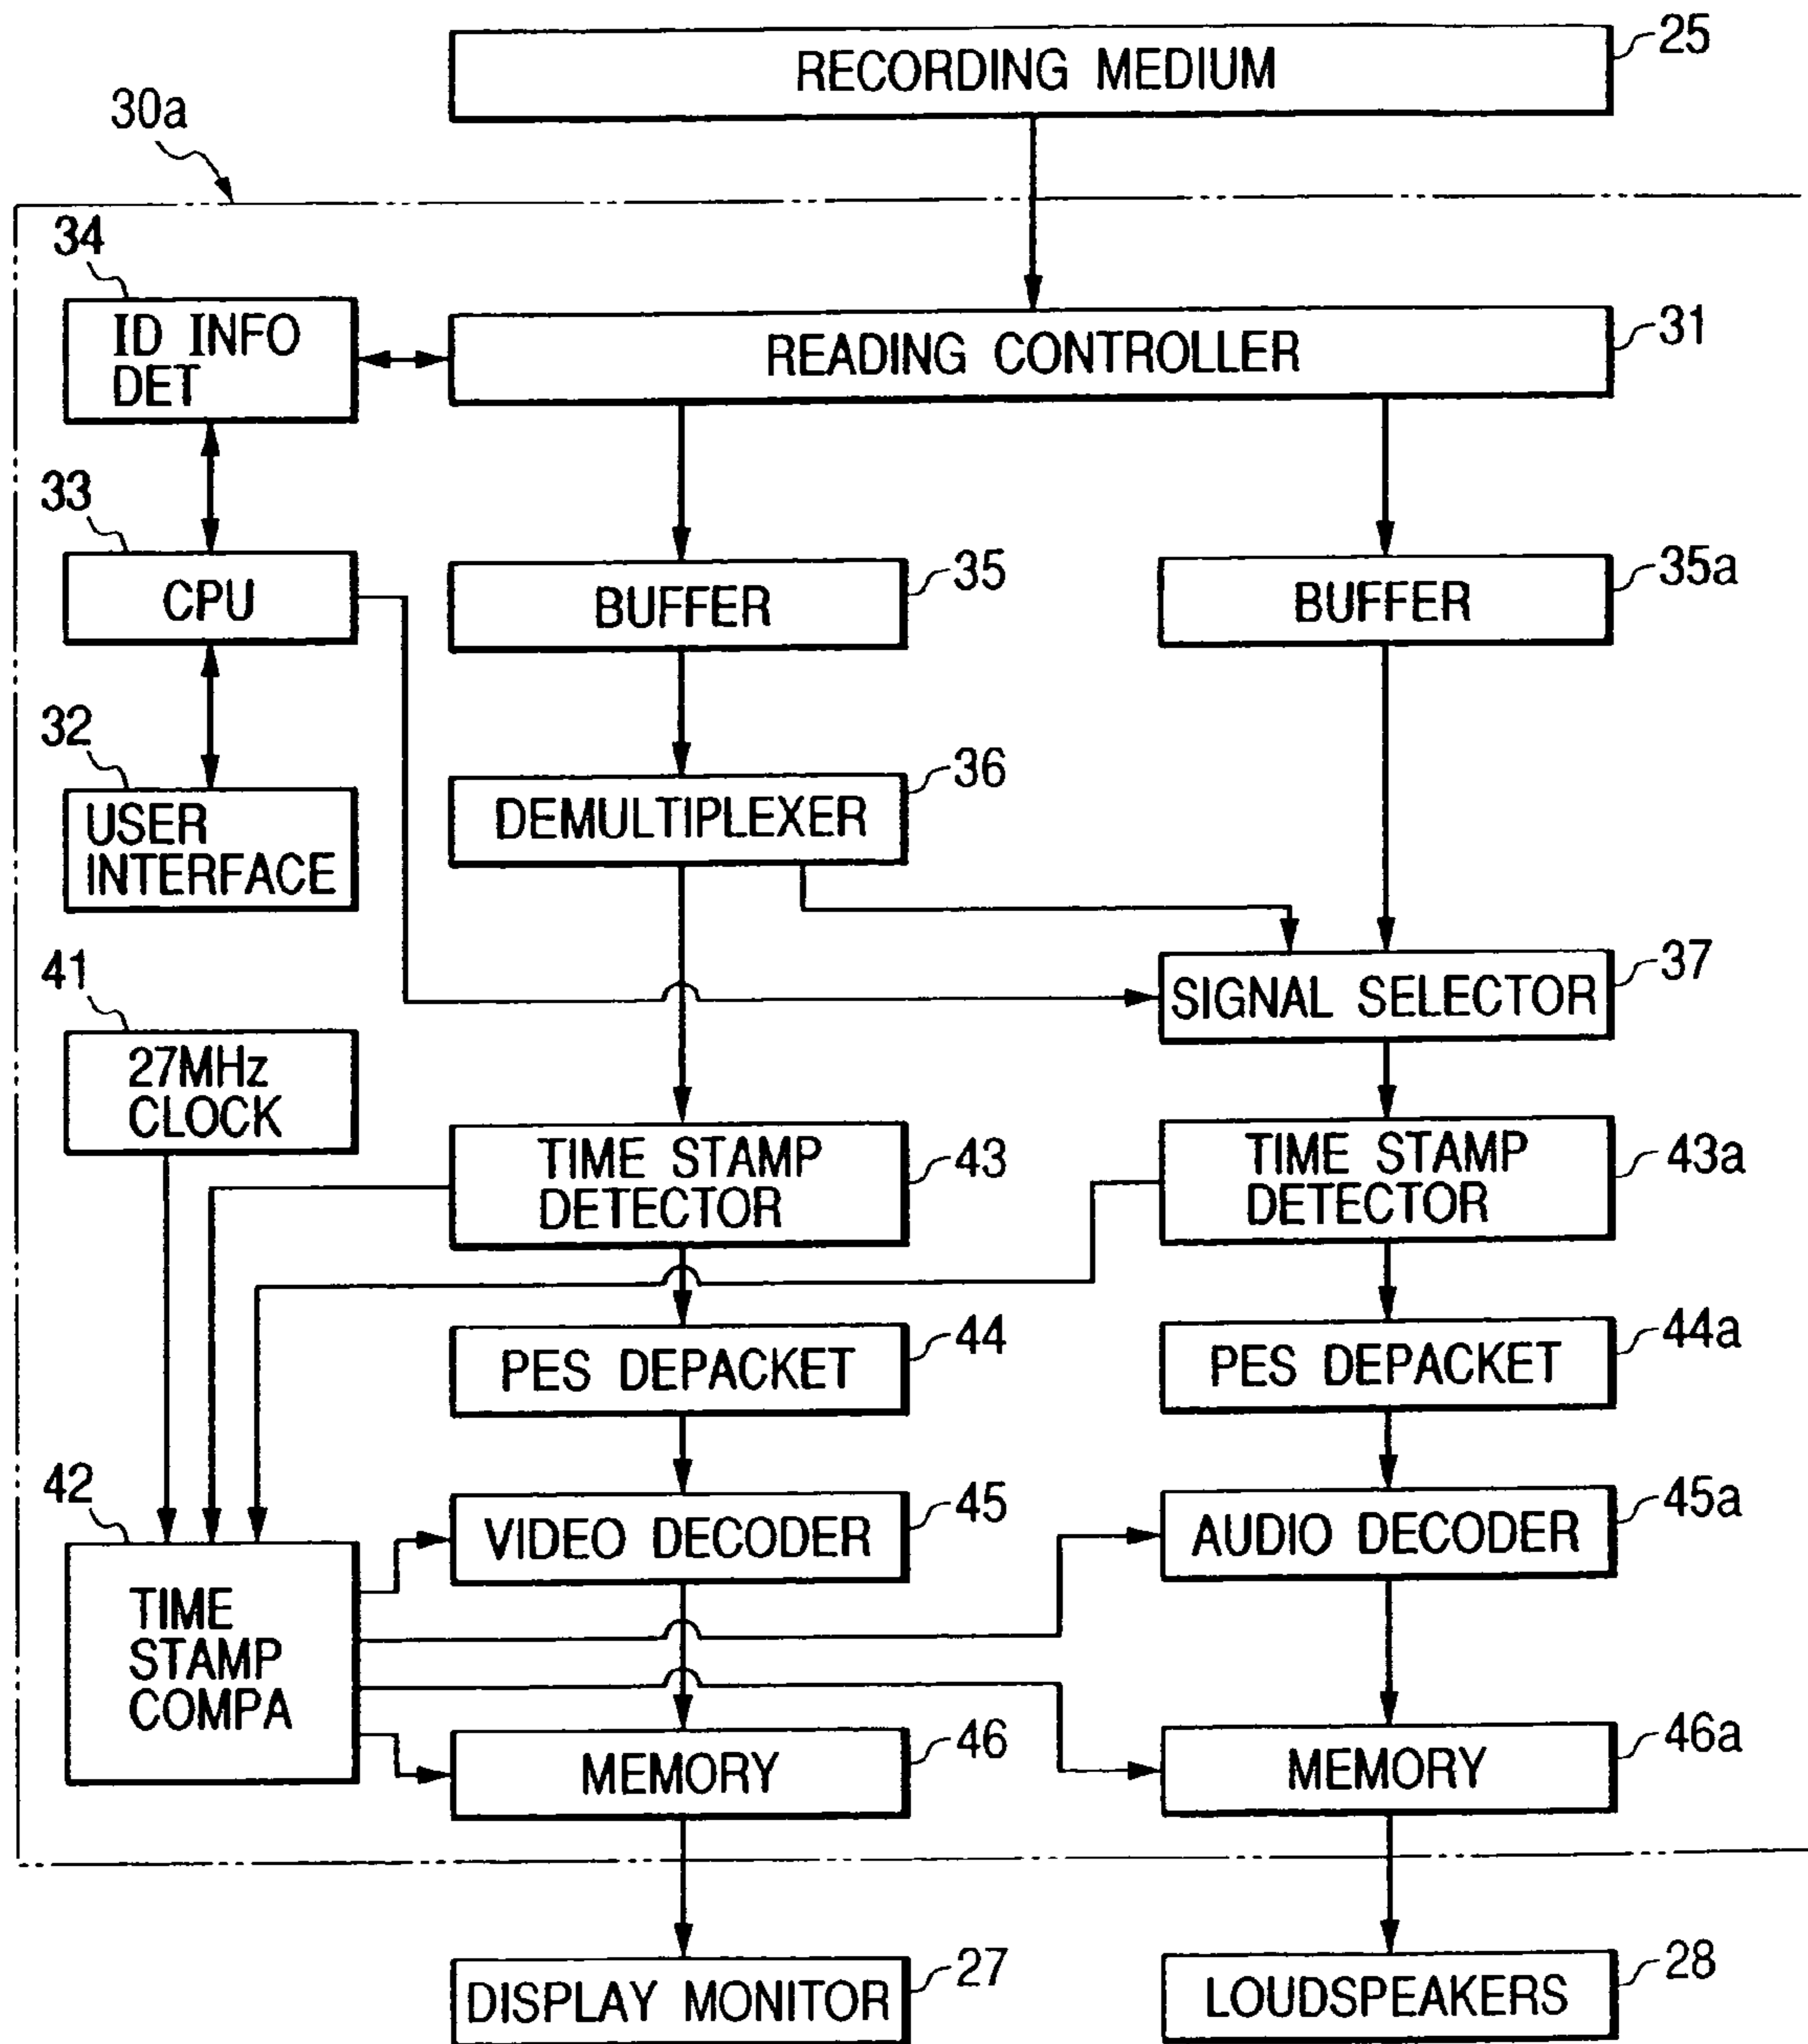 RECORDING MEDIUM
25
30a
34
ID INFO
DET
READING CONTROLLER
31
33
CPU
BUFFER
35
BUFFER
35a
32
USER
INTERFACE
DEMULTIPLEXER
36
SIGNAL SELECTOR
37
41
27MHz
CLOCK
TIME STAMP
DETECTOR
43
TIME STAMP
DETECTOR
43a
PES DEPACKET
44
PES DEPACKET
44a
42
TIME
STAMP
COMPA
VIDEO DECODER
45
AUDIO DECODER
45a
MEMORY
46
MEMORY
46a
DISPLAY MONITOR
27
LOUDSPEAKERS
28